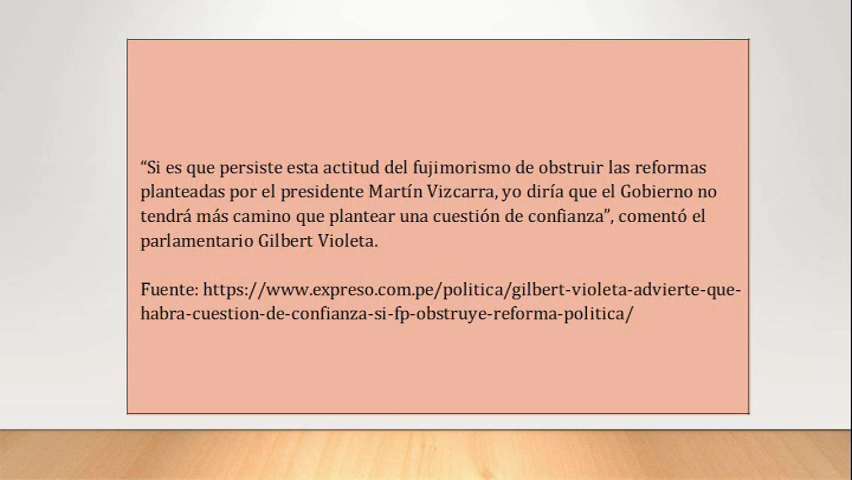 “Si es que persiste esta actitud del fujimorismo de obstruir las reformas
planteadas por el presidente Martín Vizcarra, yo diría que el Gobierno no
tendrá más camino que plantear una cuestión de confianza”, comentó el
parlamentario Gilbert Violeta.
Fuente: https://www.expreso.com.pe/politica/gilbert-violeta-advierte-que-
habra-cuestion-de-confianza-si-fp-obstruye-reforma-politica/